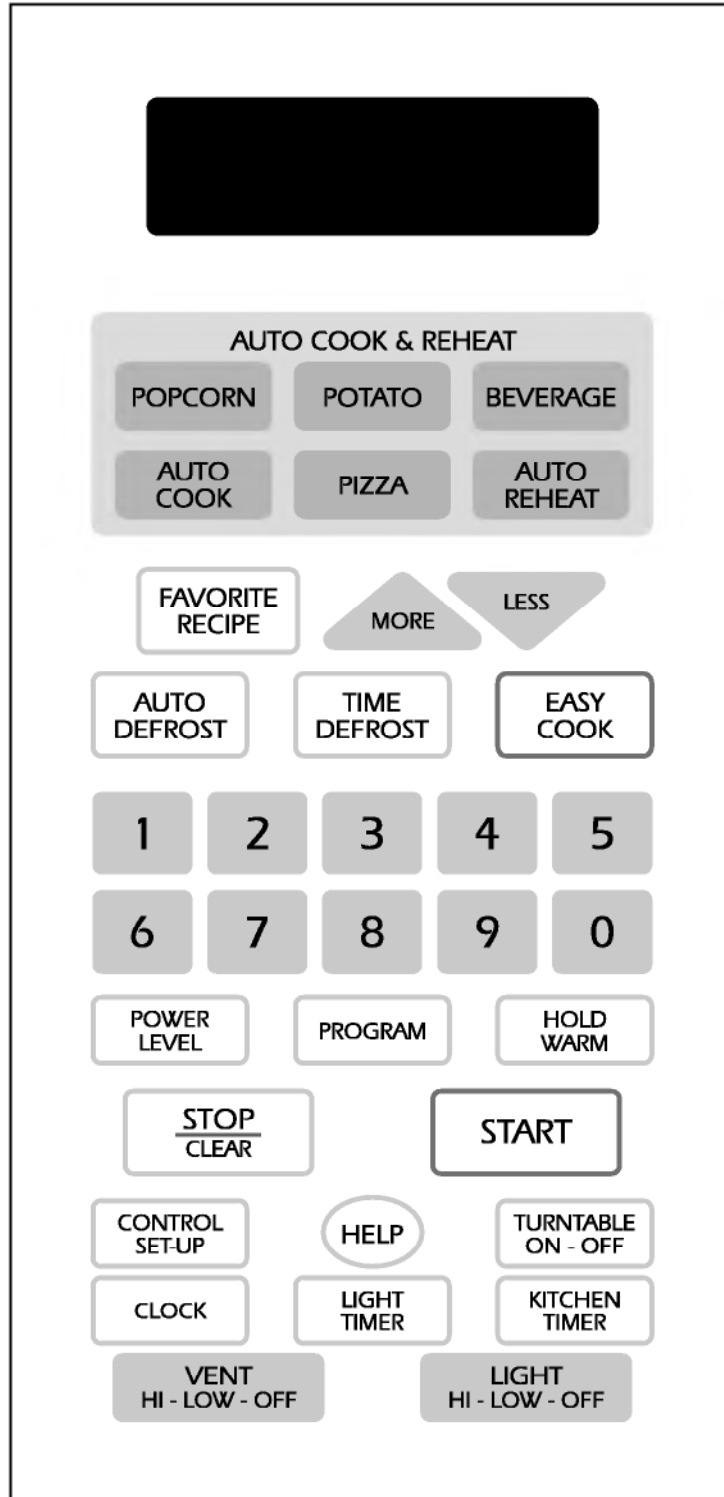 AUTO COOK & REHEAT
POPCORN
POTATO
BEVERAGE
AUTO
COOK
PIZZA
AUTO
REHEAT
FAVORITE
RECIPE
MORE
LESS
AUTO
DEFROST
TIME
DEFROST
EASY
COOK
1 2 3 4 5
6 7 8 9 0
POWER
LEVEL
PROGRAM
HOLD
WARM
STOP
CLEAR
START
CONTROL
SET-UP
HELP
TURNTABLE
ON - OFF
CLOCK
LIGHT
TIMER
KITCHEN
TIMER
VENT
HI - LOW - OFF
LIGHT
HI - LOW - OFF